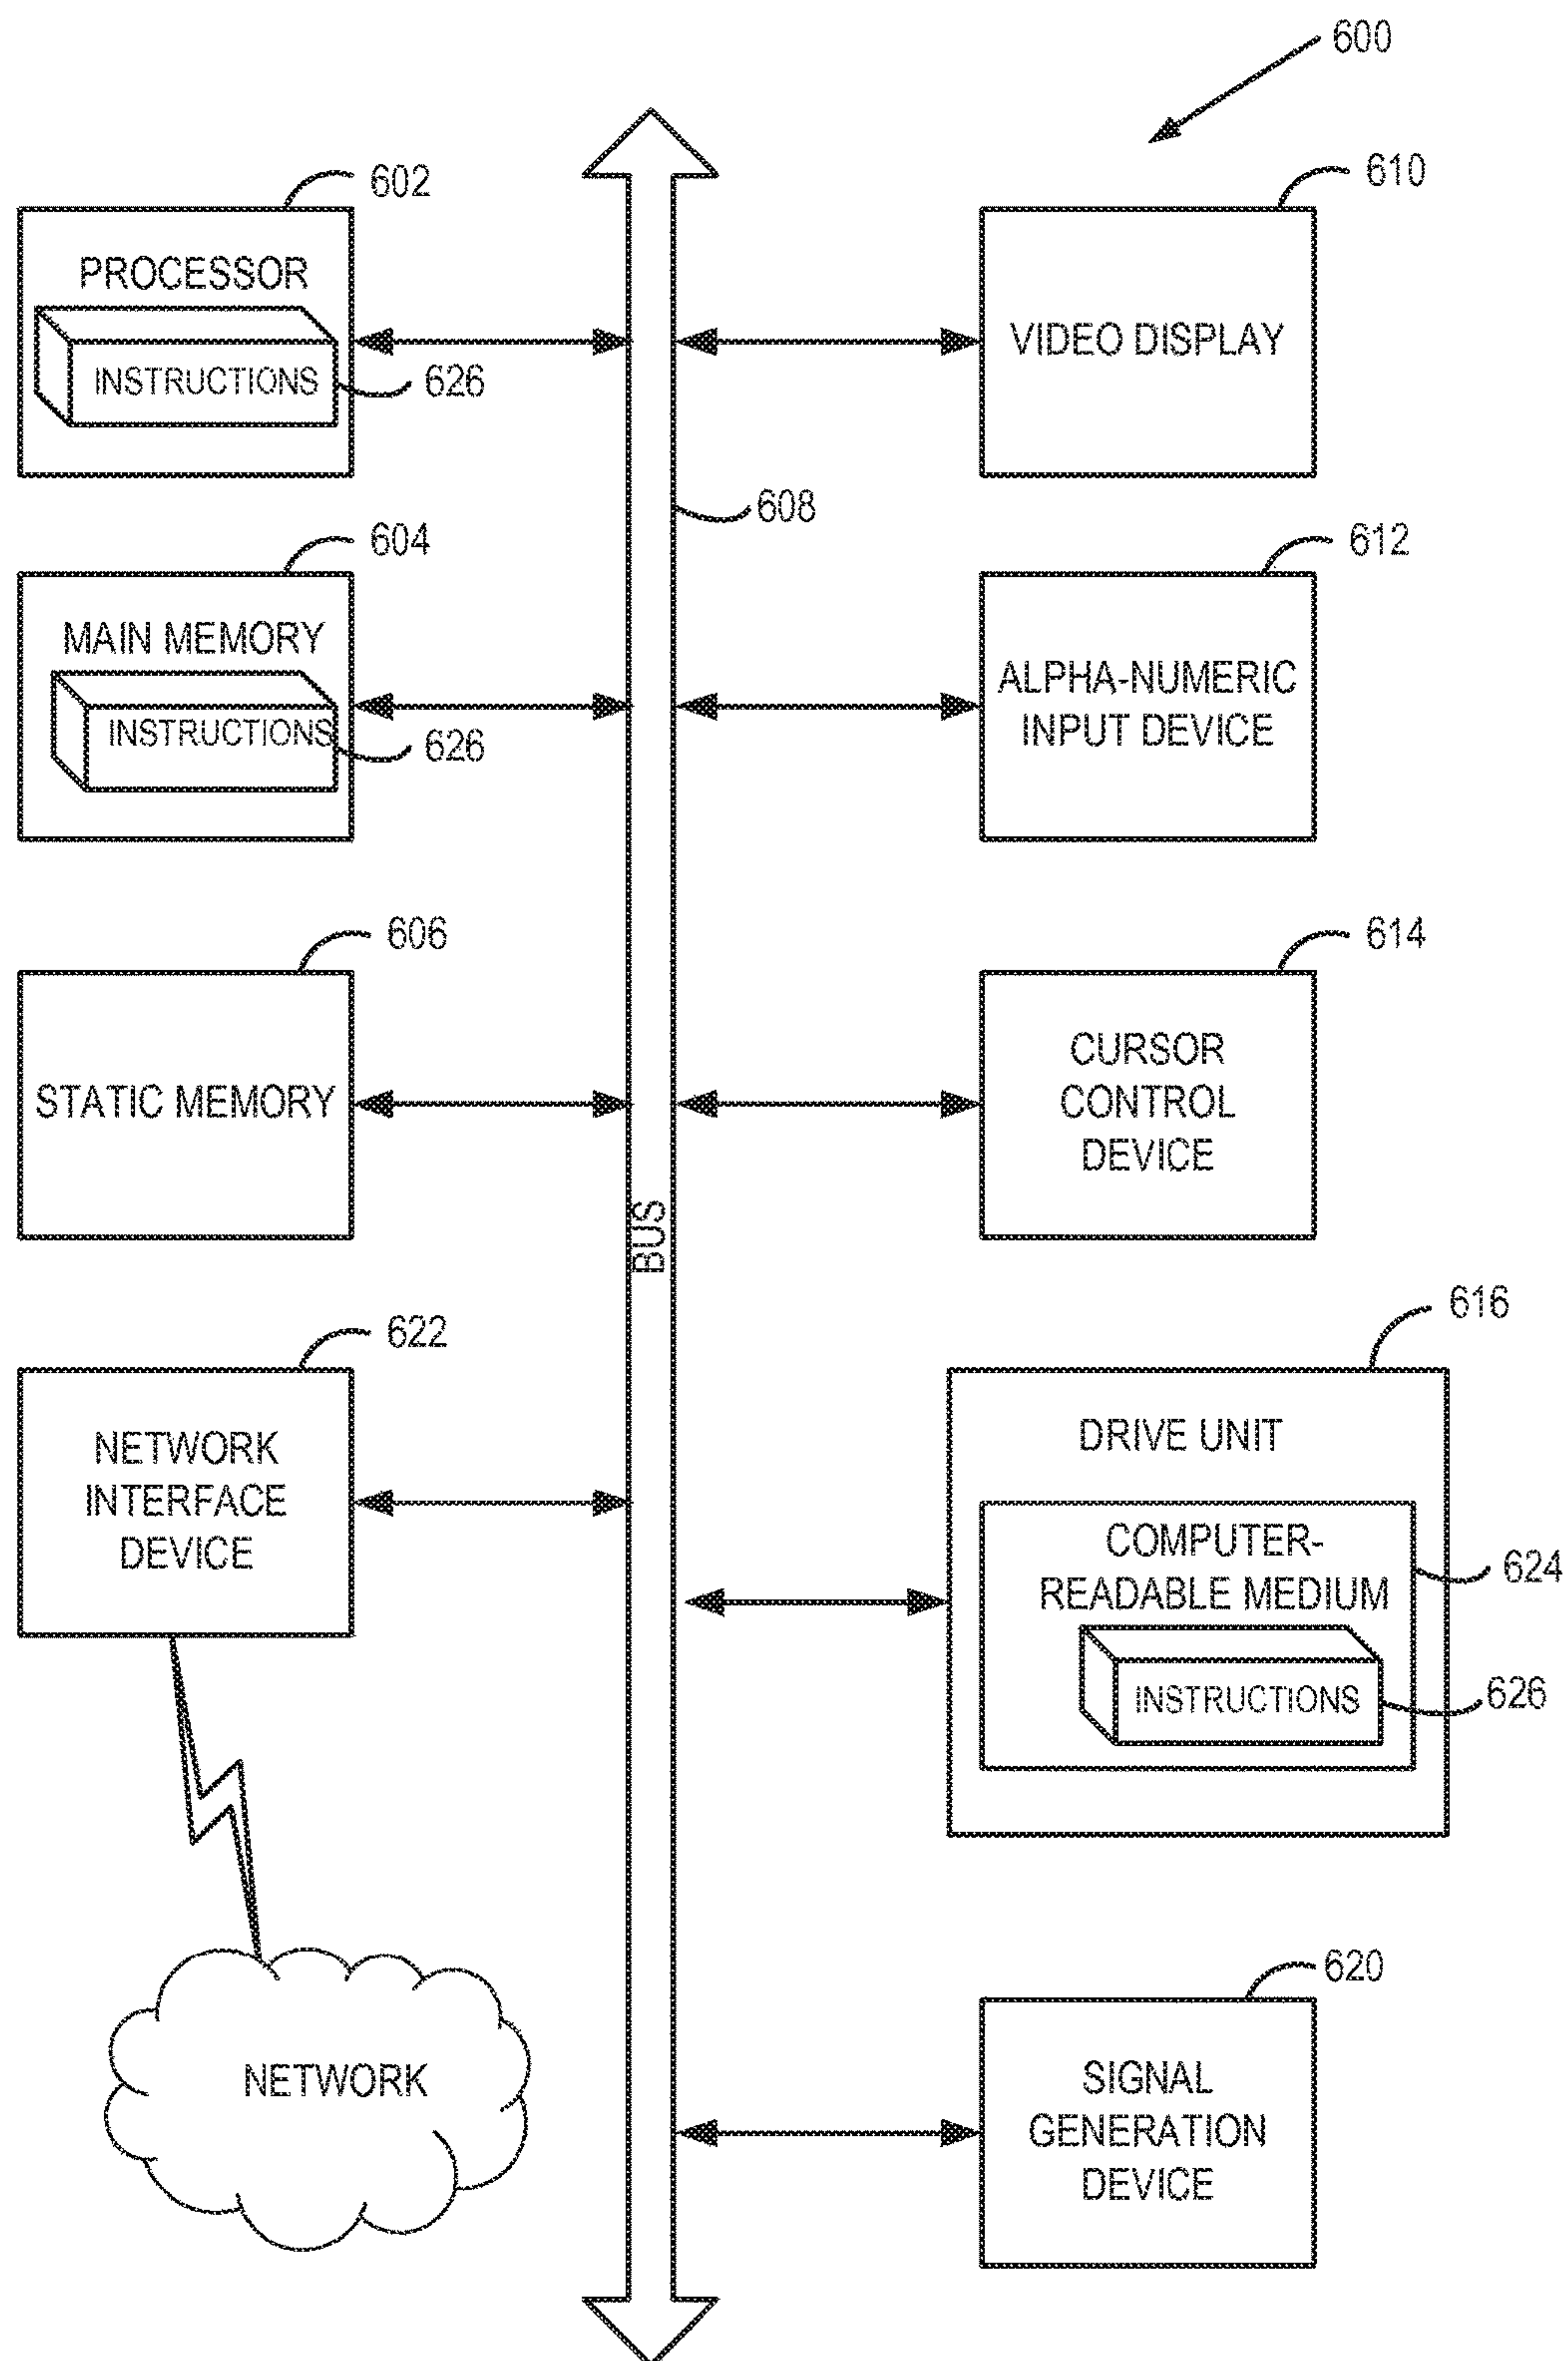 600
602
PROCESSOR
INSTRUCTIONS
626
610
VIDEO DISPLAY
608
604
MAIN MEMORY
INSTRUCTIONS
626
612
ALPHA-NUMERIC
INPUT DEVICE
606
STATIC MEMORY
614
CURSOR
CONTROL
DEVICE
BUS
622
NETWORK
INTERFACE
DEVICE
616
DRIVE UNIT
COMPUTER-
READABLE MEDIUM
624
INSTRUCTIONS
626
NETWORK
620
SIGNAL
GENERATION
DEVICE